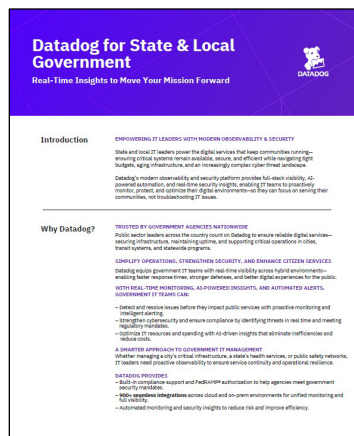 Datadog for State & Local
Government
Real-Time Insights to Move Your Mission Forward
DATADOG
Introduction
EMPOWERING IT LEADERS WITH MODERN OBSERVABILITY & SECURITY
State and local IT leaders power the digital services that keep communities running—
ensuring critical systems remain available, secure, and efficient while navigating tight
budgets, aging infrastructure, and an increasingly complex cyber threat landscape.
Datadog's modern observability and security platform provides full-stack visibility, AI-
powered automation, and real-time security insights, enabling IT teams to proactively
monitor, protect, and optimize their digital environments—so they can focus on serving their
communities, not troubleshooting IT issues.
Why Datadog?
TRUSTED BY GOVERNMENT AGENCIES NATIONWIDE
Public sector leaders across the country count on Datadog to ensure reliable digital services—
securing infrastructure, maintaining uptime, and supporting critical operations in cities,
transit systems, and statewide programs.
SIMPLIFY OPERATIONS, STRENGTHEN SECURITY, AND ENHANCE CITIZEN SERVICES
Datadog equips government IT teams with real-time visibility across hybrid environments—
enabling faster response times, stronger defenses, and better digital experiences for the public.
WITH REAL-TIME MONITORING, AI-POWERED INSIGHTS, AND AUTOMATED ALERTS,
GOVERNMENT IT TEAMS CAN:
– Detect and resolve issues before they impact public services with proactive monitoring and
intelligent alerting.
– Strengthen cybersecurity and ensure compliance by identifying threats in real time and meeting
regulatory mandates.
– Optimize IT resources and spending with AI-driven insights that eliminate inefficiencies and
reduce costs.
A SMARTER APPROACH TO GOVERNMENT IT MANAGEMENT
Whether managing a city's critical infrastructure, a state's health services, or public safety networks,
IT leaders need proactive observability to ensure service continuity and operational resilience.
DATADOG PROVIDES
– Built-in compliance support and FedRAMP® authorization to help agencies meet government
security mandates.
– 900+ seamless integrations across cloud and on-prem environments for unified monitoring and
full visibility.
– Automated monitoring and security insights to reduce risk and improve efficiency.